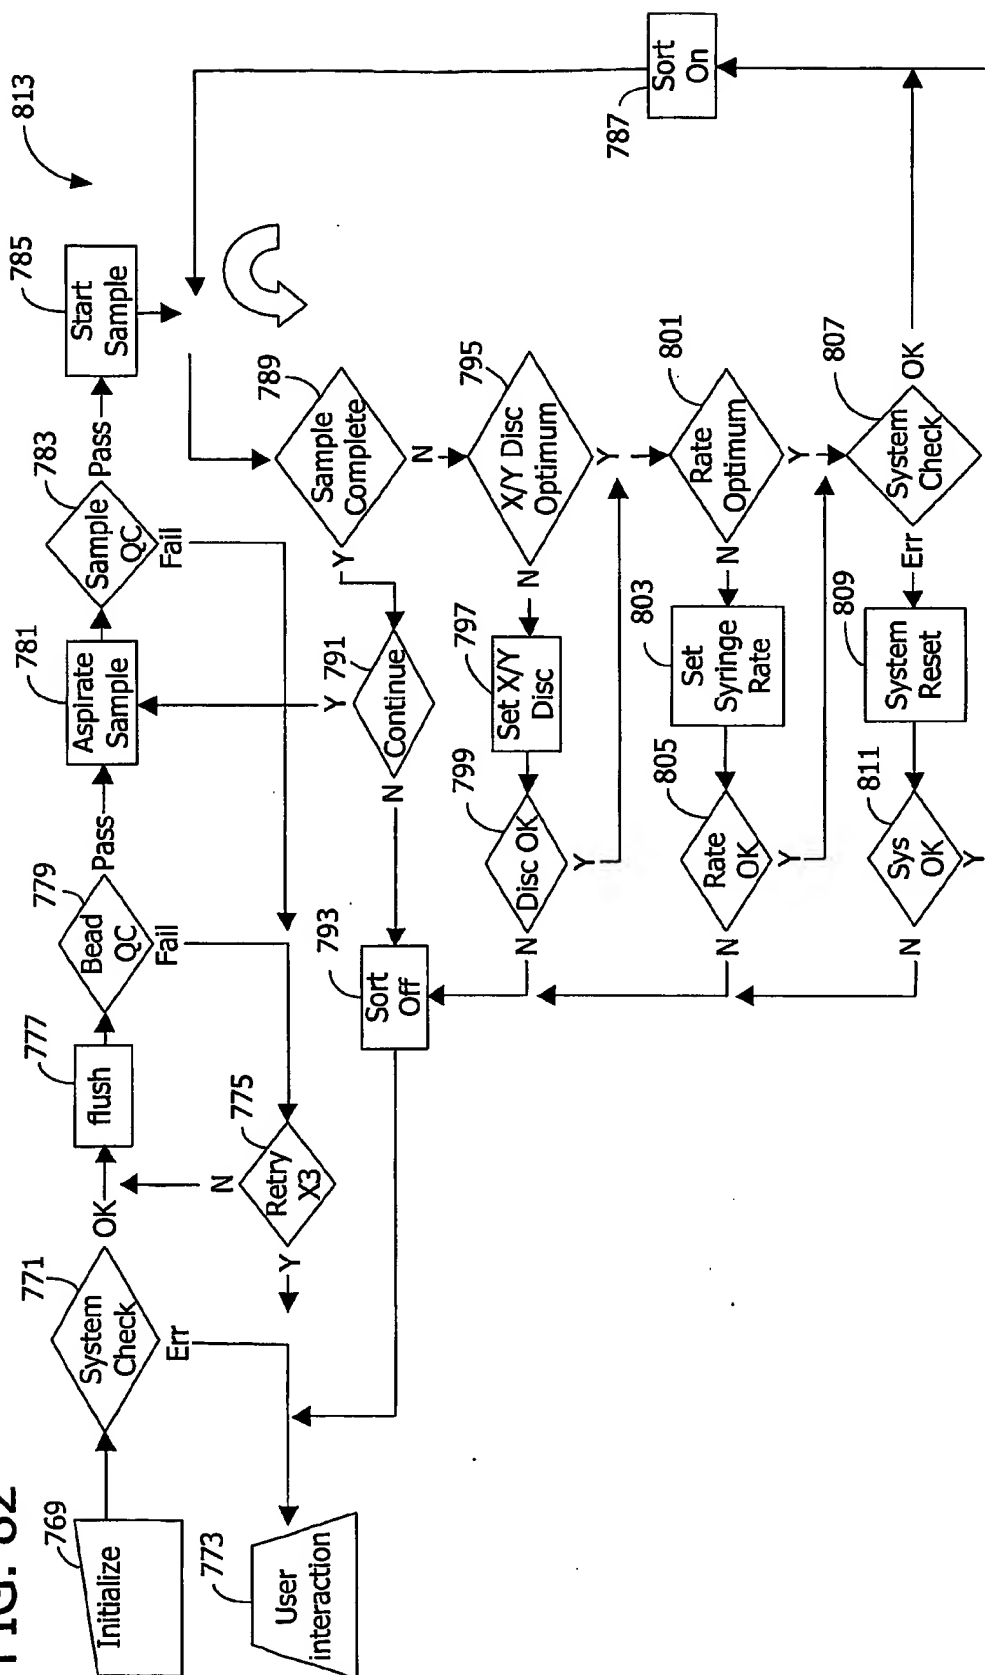 FIG. 82
769
Initialize
771
System
Check
OK
Err
773
User
interaction
775
Retry
X3
N
Y
777
flush
779
Bead
QC
Pass
Fail
781
Aspirate
Sample
783
Sample
QC
Pass
Fail
785
Start
Sample
813
787
Sort
On
789
Sample
Complete
Y
N
791
Continue
Y
N
793
Sort
Off
795
X/Y Disc
Optimum
N
Y
797
Set X/Y
Disc
799
Disc OK
N
Y
801
Rate
Optimum
N
Y
803
Set
Syringe
Rate
805
Rate
OK
N
Y
807
System
Check
OK
Err
809
System
Reset
811
Sys
OK
N
Y